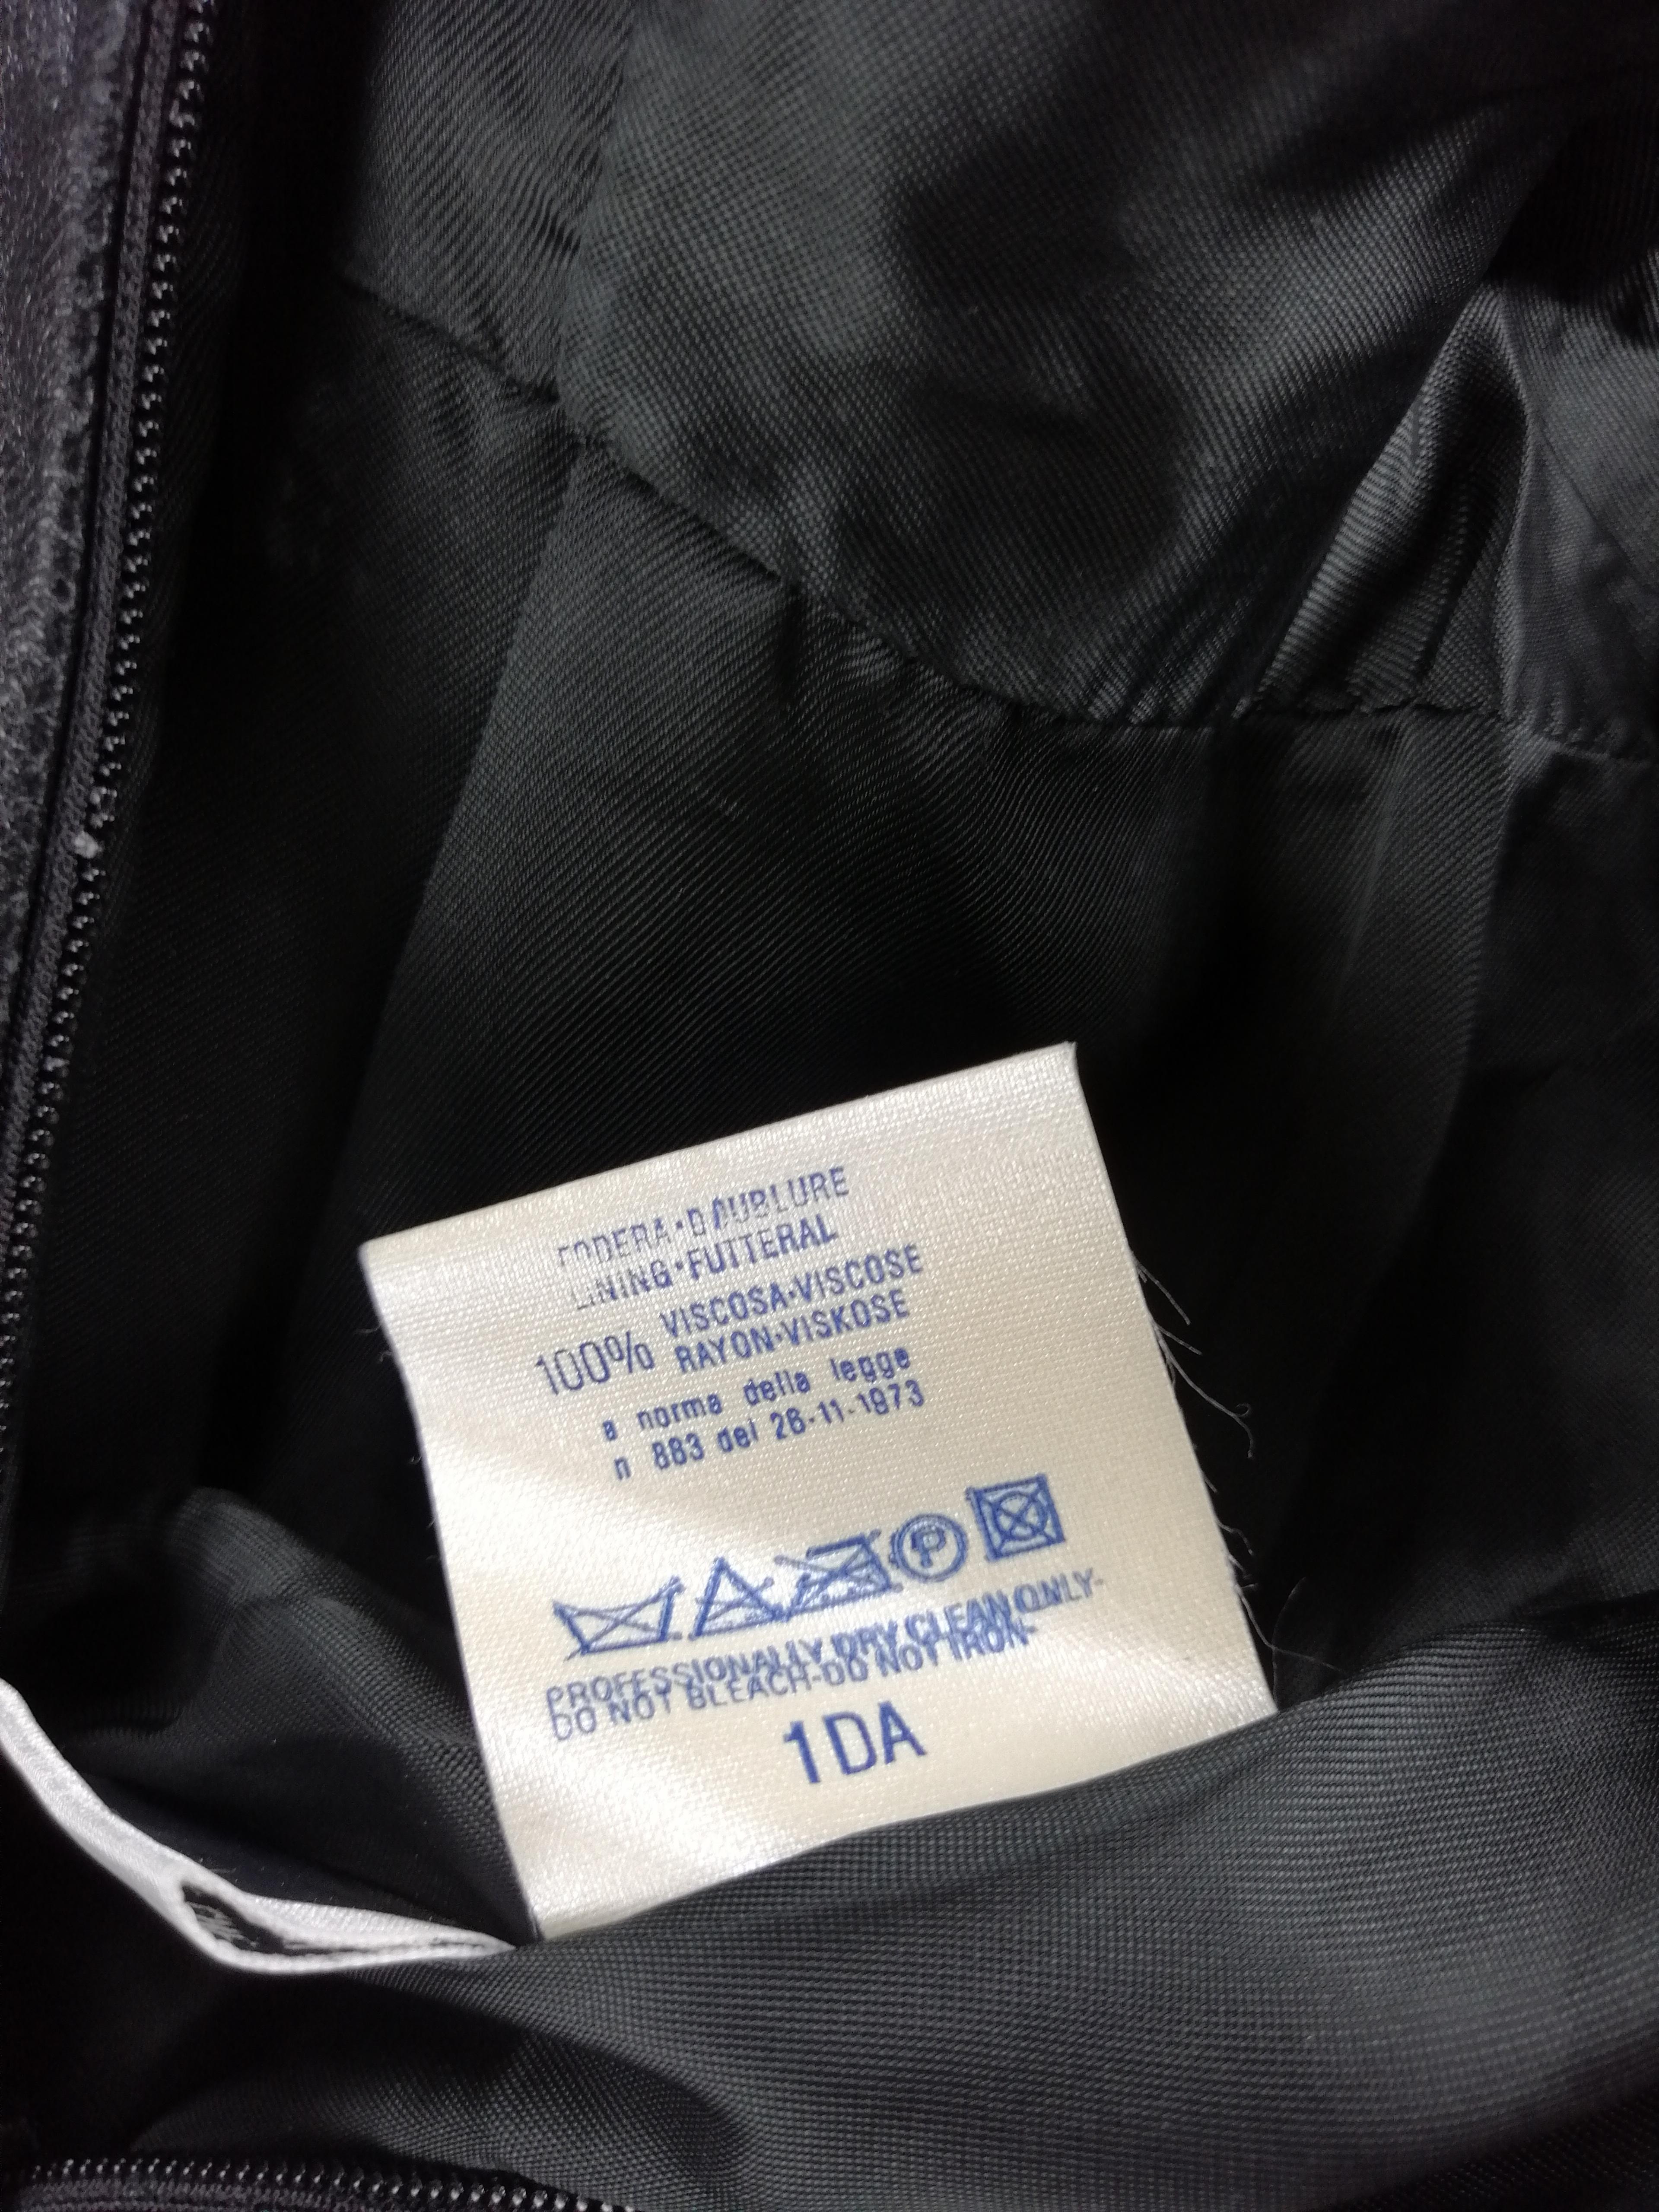 FODERA·DOUBLURE
LINING·FUTTERAL
100% VISCOSA·VISCOSE
RAYON·VISKOSE
a norma della legge
n 883 del 26-11-1973
P
PROFESSIONALLY DRY CLEAN ONLY-
DO NOT BLEACH-DO NOT IRON-
1DA